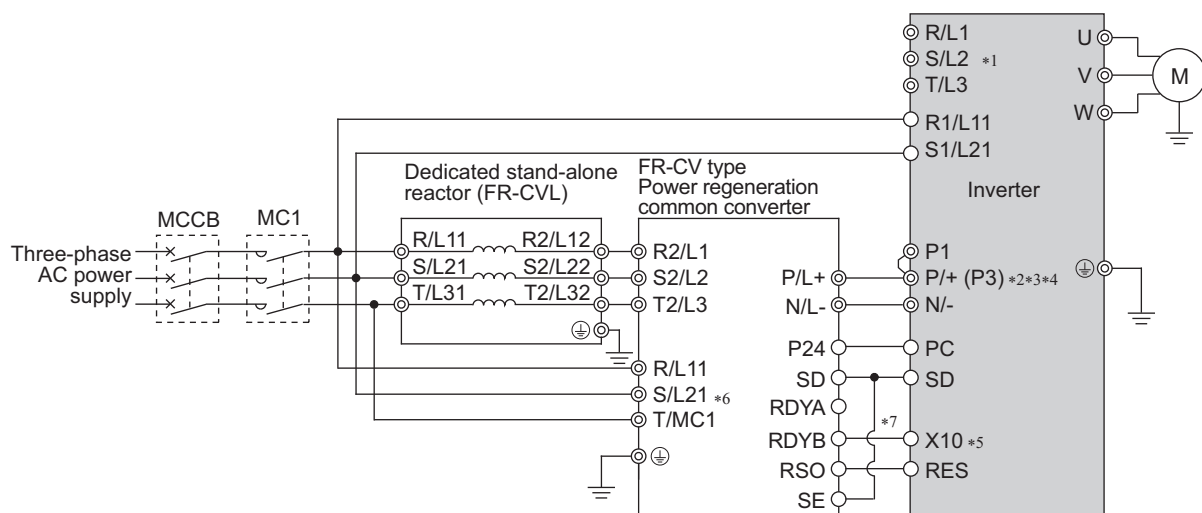 R/L1
S/L2 *1
T/L3
U
V
W
M
R1/L11
S1/L21
Inverter
Dedicated stand-alone
reactor (FR-CVL)
FR-CV type
Power regeneration
common converter
MCCB
MC1
Three-phase
AC power
supply
R/L11
R2/L12
S/L21
S2/L22
T/L31
T2/L32
R2/L1
S2/L2
T2/L3
P/L+
N/L-
P24
SD
RDYA
RDYB
RSO
SE
R/L11
S/L21 *6
T/MC1
*7
P1
P/+ (P3) *2*3*4
N/-
PC
SD
X10 *5
RES